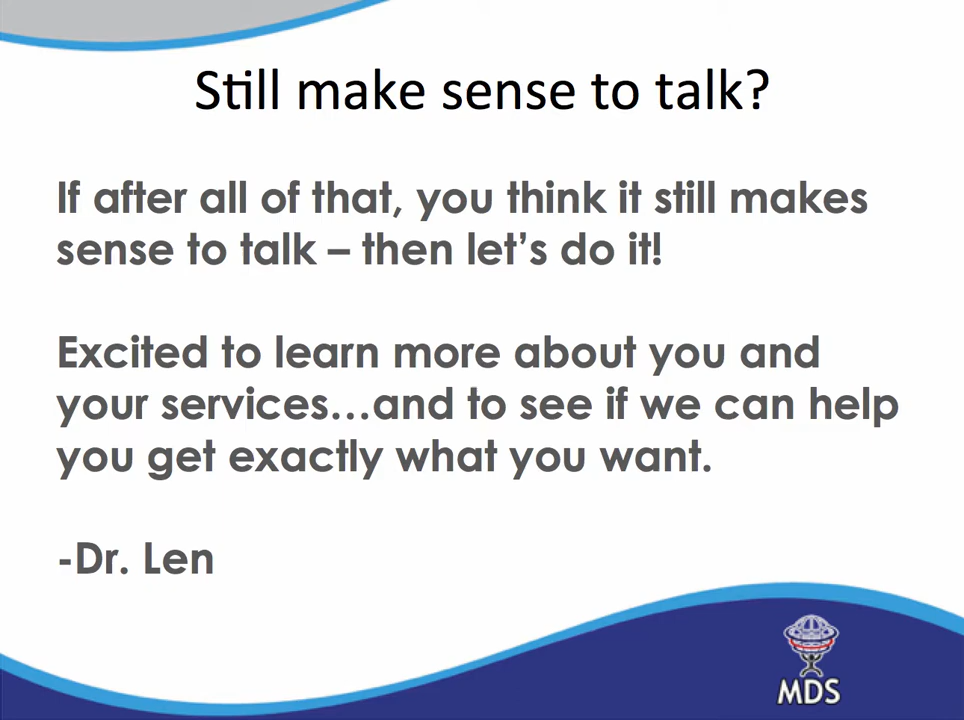 Still make sense to talk?
If after all of that, you think it still makes
sense to talk – then let’s do it!
Excited to learn more about you and
your services…and to see if we can help
you get exactly what you want.
-Dr. Len
MDS